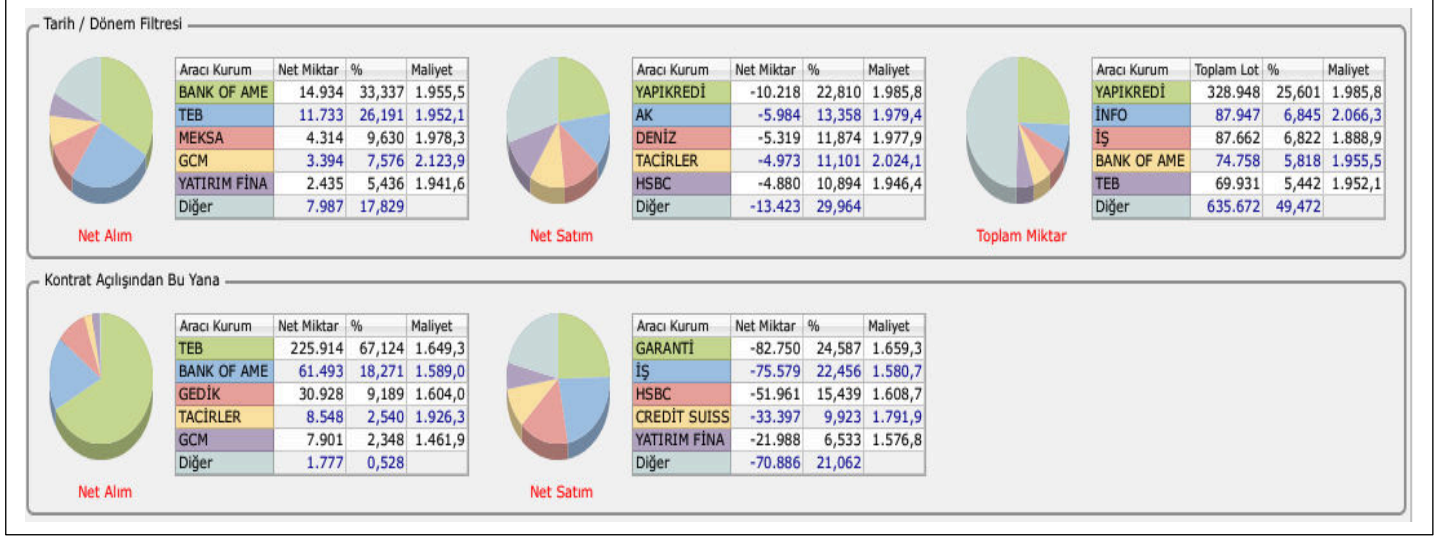 Tarih / Dönem Filtresi
Aracı Kurum Net Miktar % Maliyet
BANK OF AME 14.934 33,337 1.955,5
TEB 11.733 26,191 1.952,1
MEKSA 4.314 9,630 1.978,3
GCM 3.394 7,576 2.123,9
YATIRIM FİNA 2.435 5,436 1.941,6
Diğer 7.987 17,829
Net Alım
Aracı Kurum Net Miktar % Maliyet
YAPIKREDİ -10.218 22,810 1.985,8
AK -5.984 13,358 1.979,4
DENİZ -5.319 11,874 1.977,9
TACİRLER -4.973 11,101 2.024,1
HSBC -4.880 10,894 1.946,4
Diğer -13.423 29,964
Net Satım
Aracı Kurum Toplam Lot % Maliyet
YAPIKREDİ 328.948 25,601 1.985,8
İNFO 87.947 6,845 2.066,3
İŞ 87.662 6,822 1.888,9
BANK OF AME 74.758 5,818 1.955,5
TEB 69.931 5,442 1.952,1
Diğer 635.672 49,472
Toplam Miktar
Kontrat Açılışından Bu Yana
Aracı Kurum Net Miktar % Maliyet
TEB 225.914 67,124 1.649,3
BANK OF AME 61.493 18,271 1.589,0
GEDİK 30.928 9,189 1.604,0
TACİRLER 8.548 2,540 1.926,3
GCM 7.901 2,348 1.461,9
Diğer 1.777 0,528
Net Alım
Aracı Kurum Net Miktar % Maliyet
GARANTİ -82.750 24,587 1.659,3
İŞ -75.579 22,456 1.580,7
HSBC -51.961 15,439 1.608,7
CREDİT SUISS -33.397 9,923 1.791,9
YATIRIM FİNA -21.988 6,533 1.576,8
Diğer -70.886 21,062
Net Satım